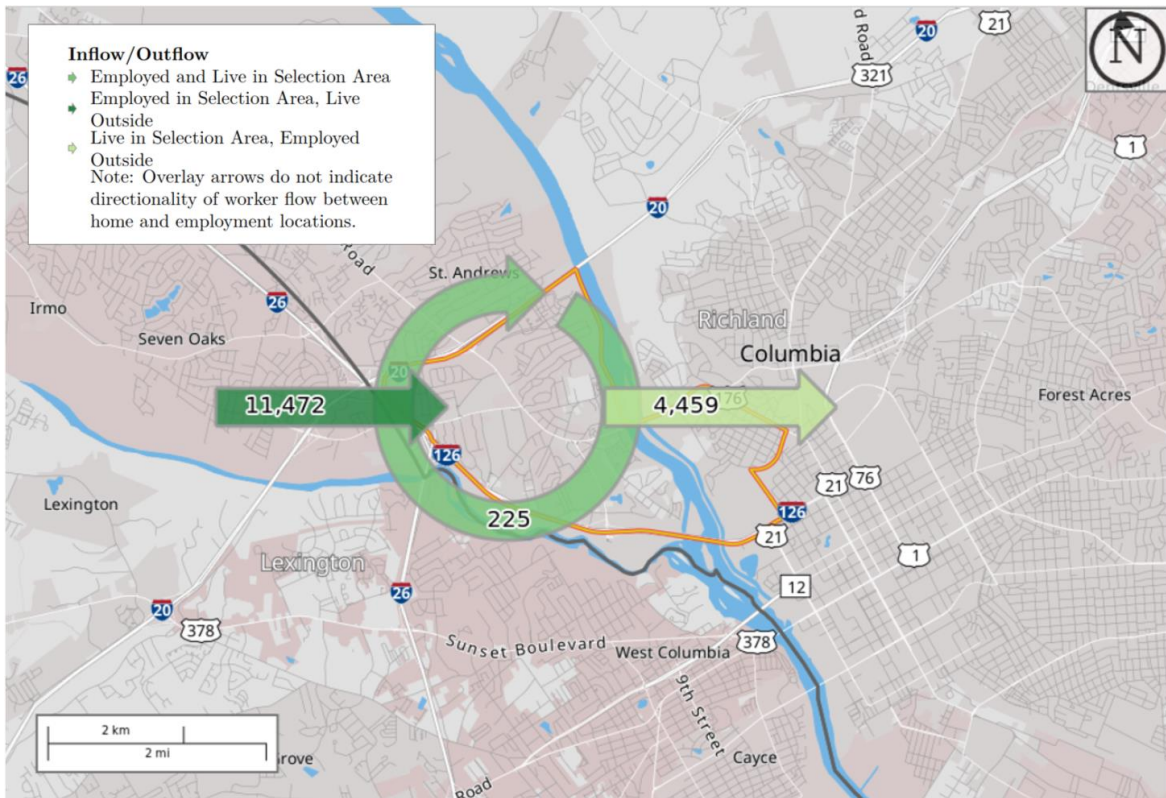 Inflow/Outflow
Employed and Live in Selection Area
Employed in Selection Area, Live
Outside
Live in Selection Area, Employed
Outside
Note: Overlay arrows do not indicate
directionality of worker flow between
home and employment locations.
26
d Road
20
21
N
321
1
Road
20
St. Andrews
26
Irmo
Seven Oaks
Richland
Columbia
20
176
11,472
4,459
Forest Acres
126
21
76
Lexington
225
126
21
1
Lexington
26
12
20
378
Sunset Boulevard
West Columbia
378
9th Street
2 km
2 mi
rove
Cayce
Road